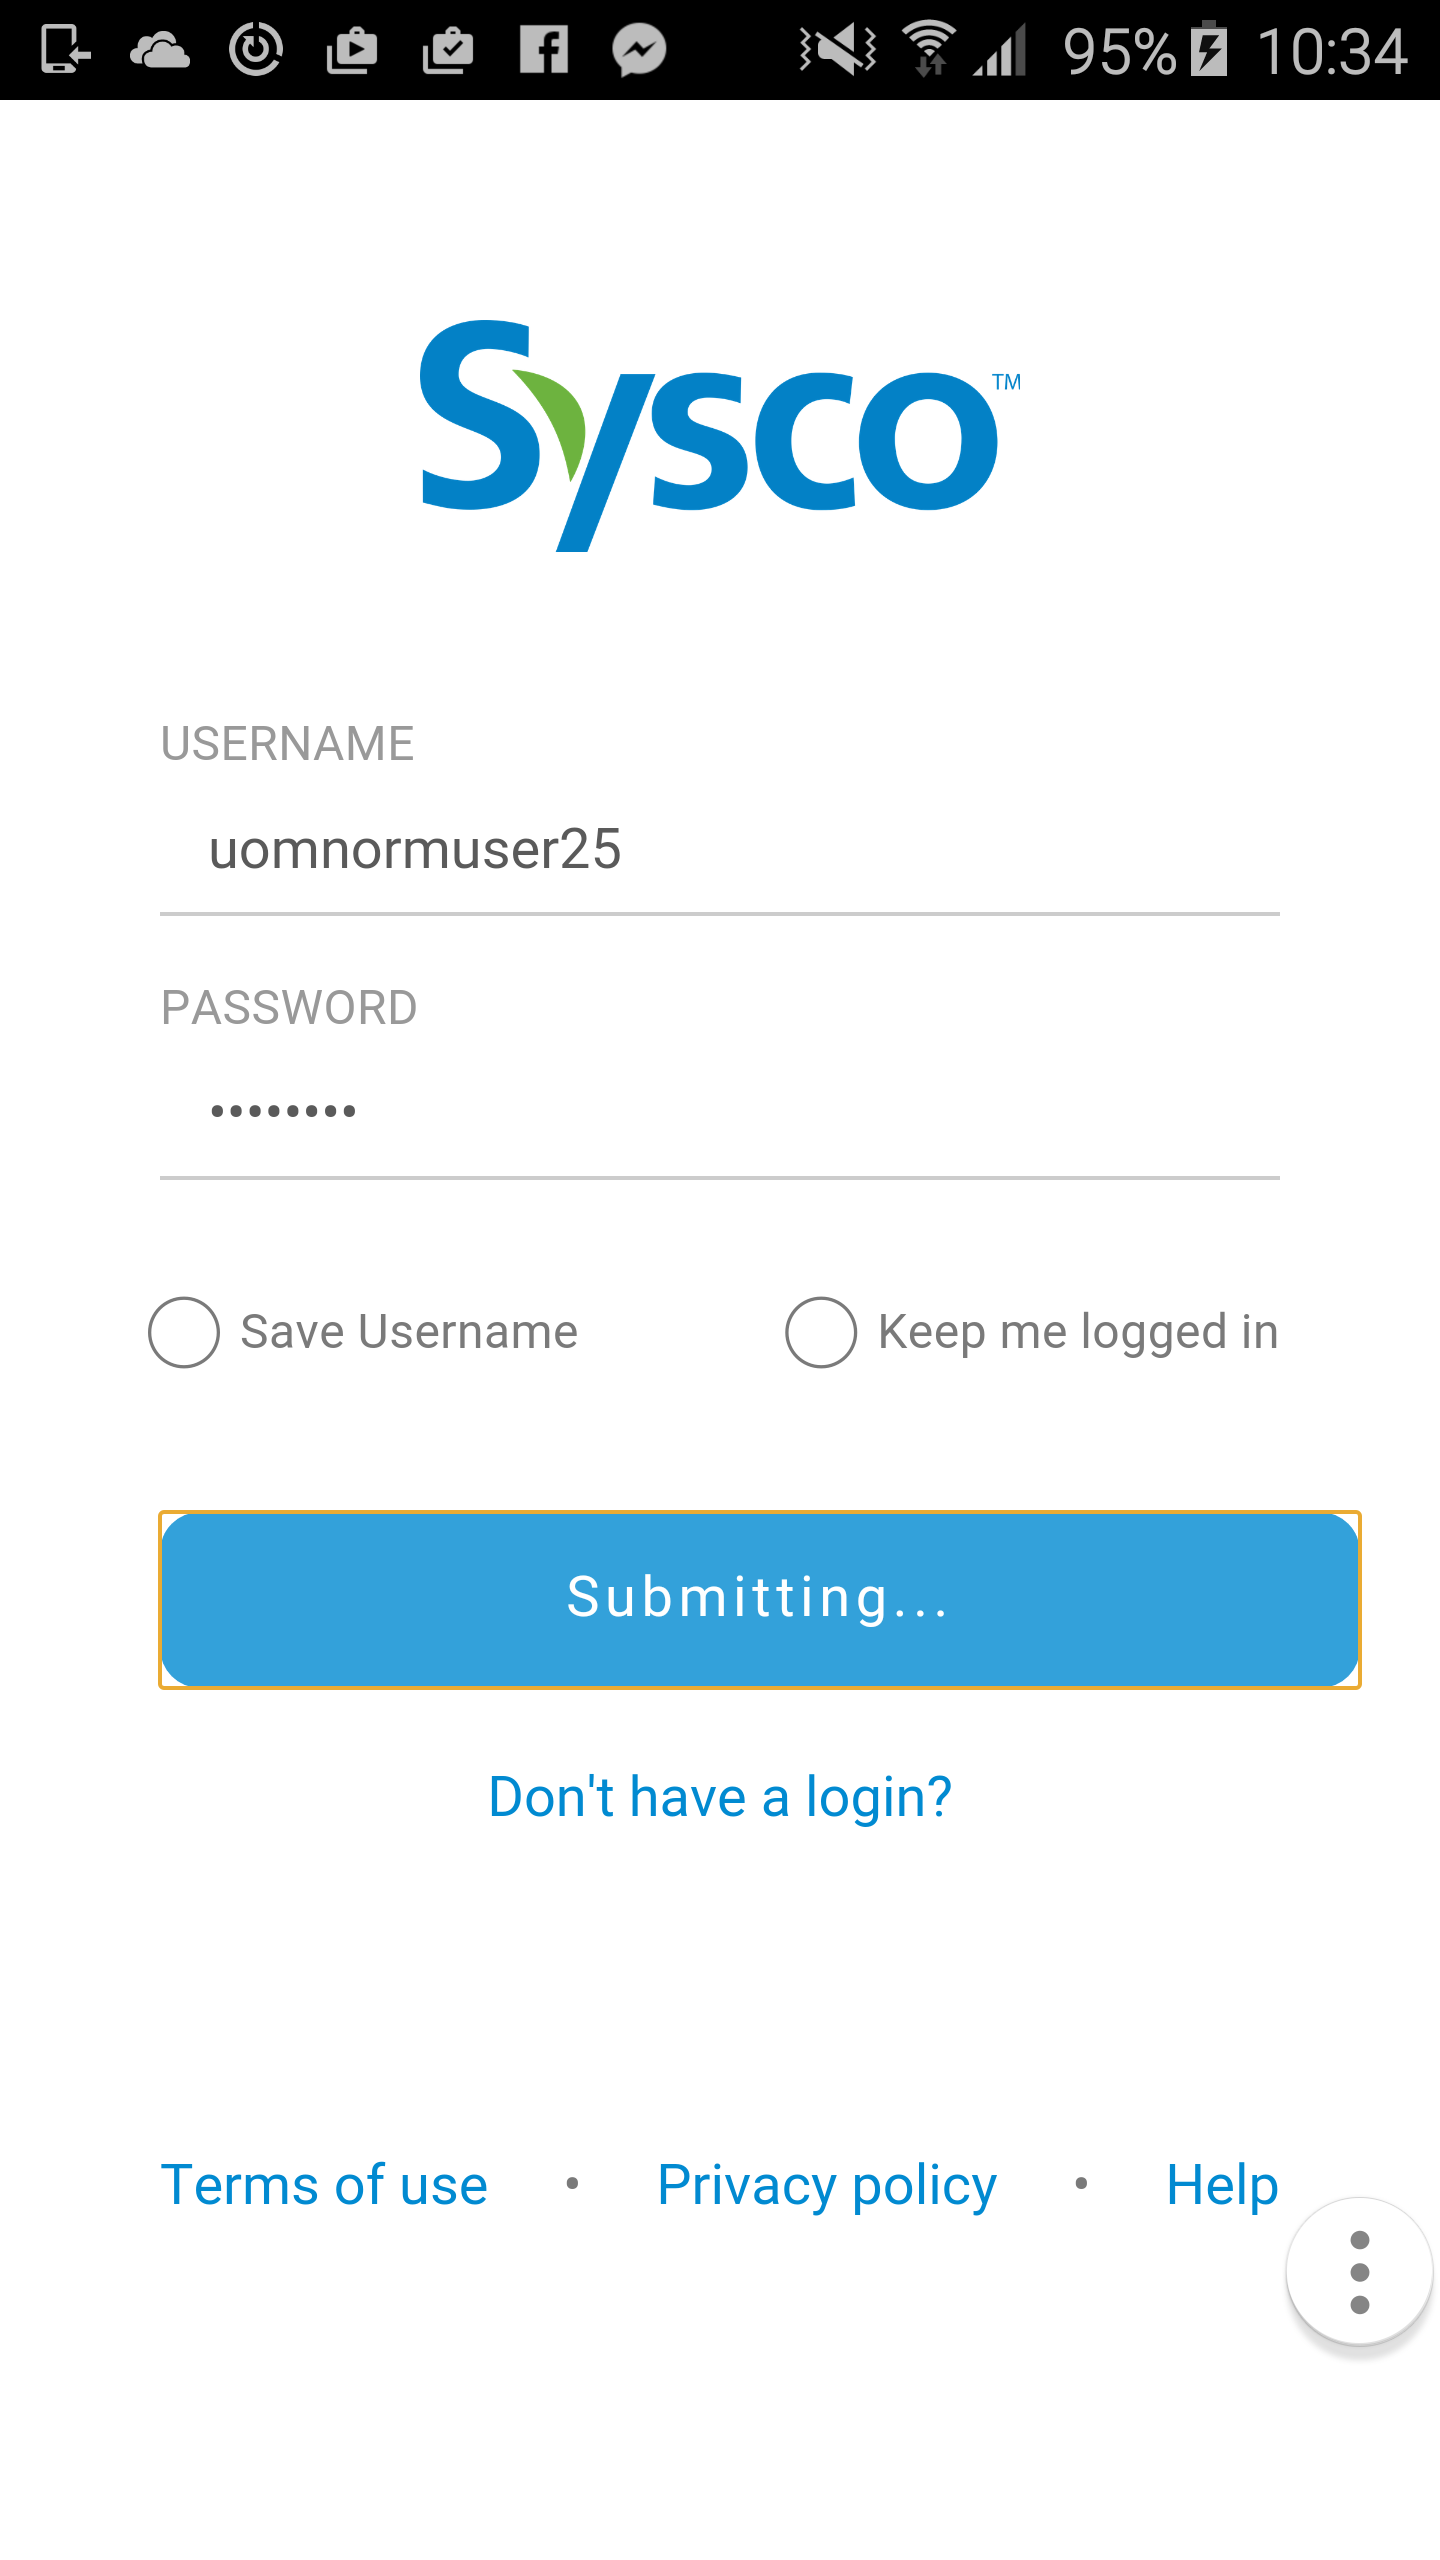 95% 10:34
Sysco™
USERNAME
uomnormuser25
PASSWORD
••••••••
Save Username Keep me logged in
Submitting...
Don't have a login?
Terms of use • Privacy policy • Help